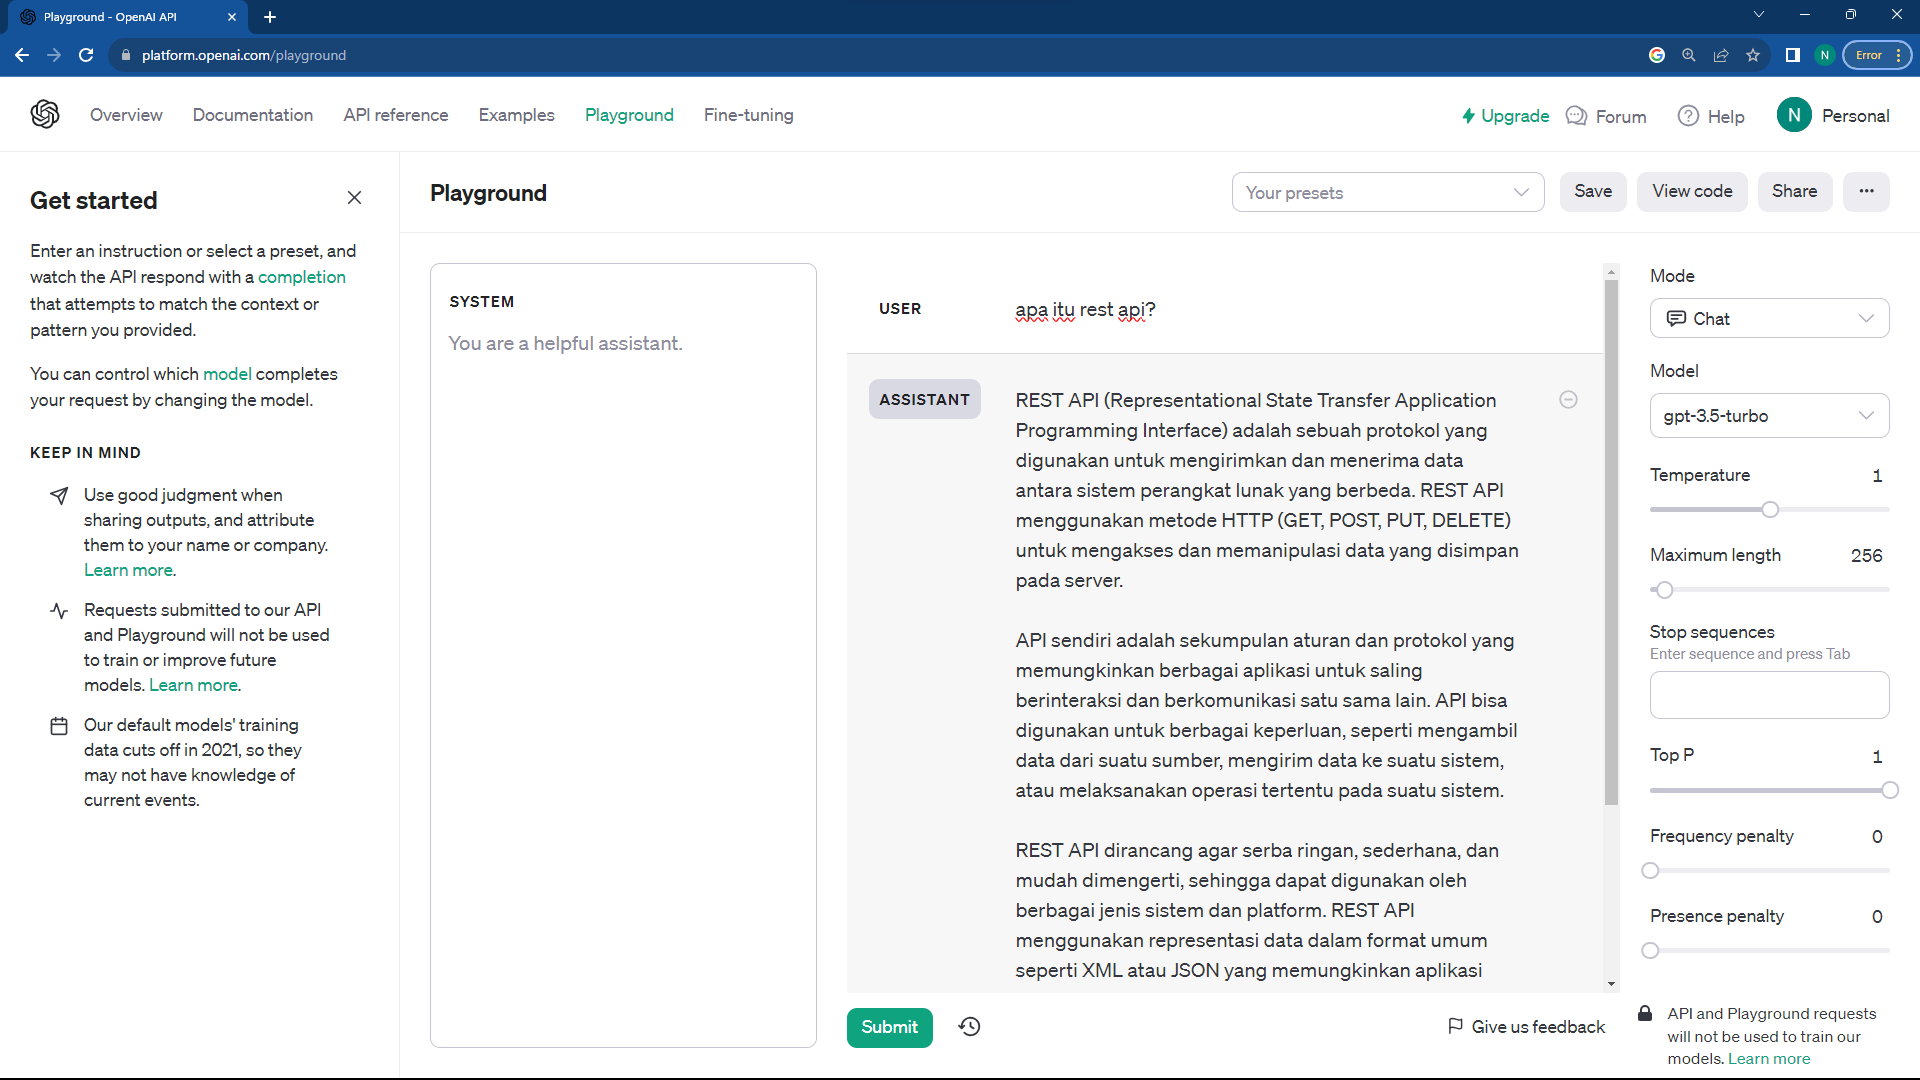 Playground - OpenAI API
platform.openai.com/playground
N
Error
Overview
Documentation
API reference
Examples
Playground
Fine-tuning
Upgrade
Forum
Help
N
Personal
Get started
Enter an instruction or select a preset, and
watch the API respond with a completion
that attempts to match the context or
pattern you provided.
You can control which model completes
your request by changing the model.
KEEP IN MIND
Use good judgment when
sharing outputs, and attribute
them to your name or company.
Learn more.
Requests submitted to our API
and Playground will not be used
to train or improve future
models. Learn more.
Our default models' training
data cuts off in 2021, so they
may not have knowledge of
current events.
Playground
Your presets
Save
View code
Share
SYSTEM
You are a helpful assistant.
USER
apa itu rest api?
ASSISTANT
REST API (Representational State Transfer Application
Programming Interface) adalah sebuah protokol yang
digunakan untuk mengirimkan dan menerima data
antara sistem perangkat lunak yang berbeda. REST API
menggunakan metode HTTP (GET, POST, PUT, DELETE)
untuk mengakses dan memanipulasi data yang disimpan
pada server.
API sendiri adalah sekumpulan aturan dan protokol yang
memungkinkan berbagai aplikasi untuk saling
berinteraksi dan berkomunikasi satu sama lain. API bisa
digunakan untuk berbagai keperluan, seperti mengambil
data dari suatu sumber, mengirim data ke suatu sistem,
atau melaksanakan operasi tertentu pada suatu sistem.
REST API dirancang agar serba ringan, sederhana, dan
mudah dimengerti, sehingga dapat digunakan oleh
berbagai jenis sistem dan platform. REST API
menggunakan representasi data dalam format umum
seperti XML atau JSON yang memungkinkan aplikasi
Submit
Give us feedback
Mode
Chat
Model
gpt-3.5-turbo
Temperature 1
Maximum length 256
Stop sequences
Enter sequence and press Tab
Top P 1
Frequency penalty 0
Presence penalty 0
API and Playground requests
will not be used to train our
models. Learn more